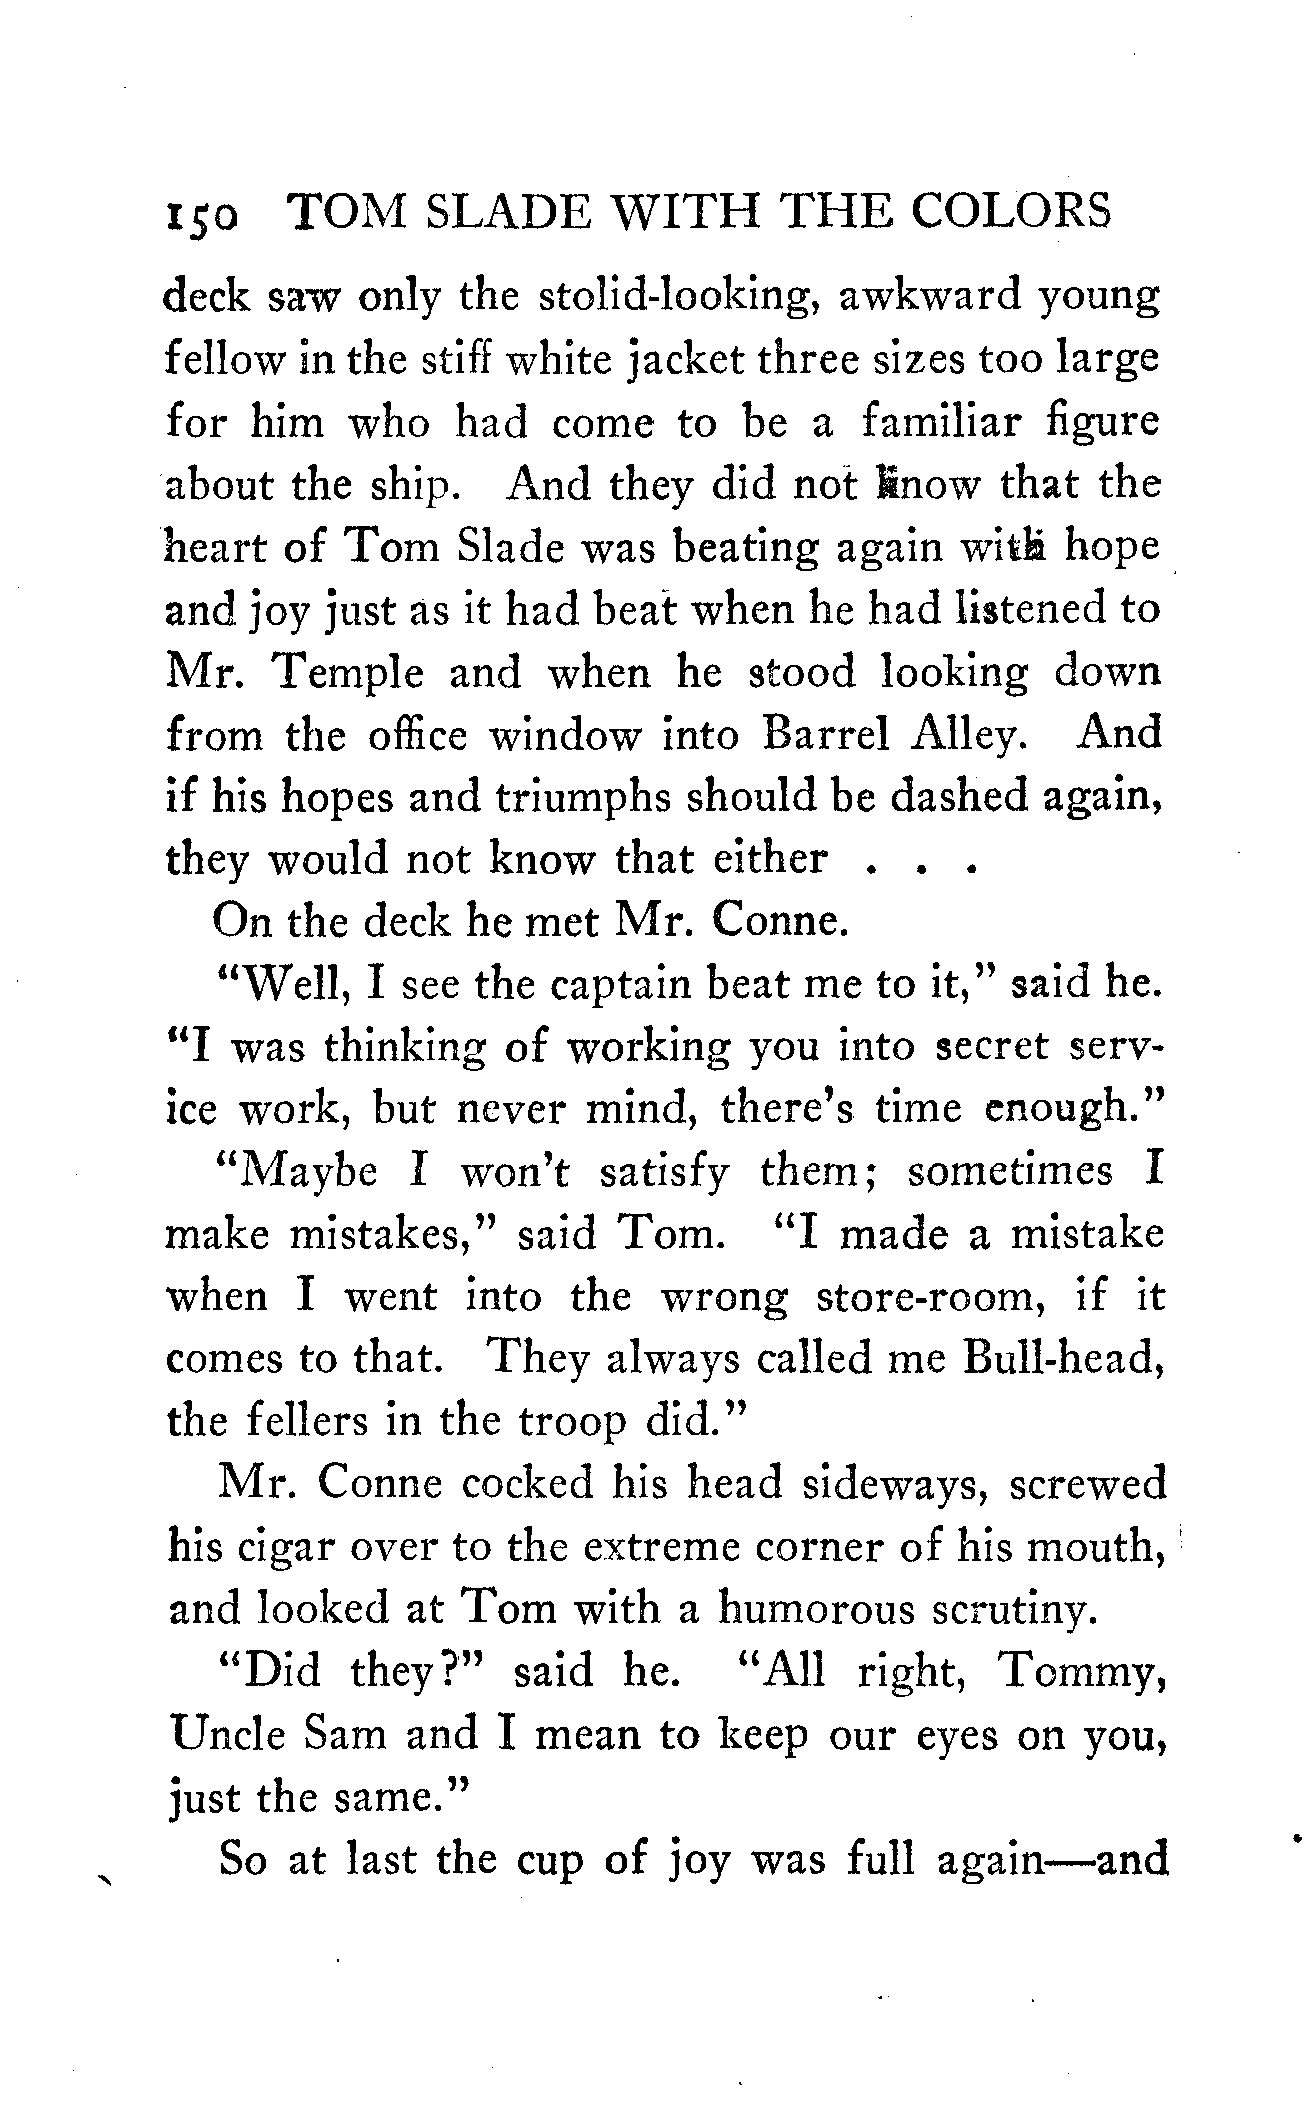 150 TOM SLADE WITH THE COLORS
deck saw only the stolid-looking, awkward young
fellow in the stiff white jacket three sizes too large
for him who had come to be a familiar figure
about the ship. And they did not know that the
heart of Tom Slade was beating again with hope
and joy just as it had beat when he had listened to
Mr. Temple and when he stood looking down
from the office window into Barrel Alley. And
if his hopes and triumphs should be dashed again,
they would not know that either . . .
On the deck he met Mr. Conne.
"Well, I see the captain beat me to it," said he.
"I was thinking of working you into secret serv-
ice work, but never mind, there's time enough."
"Maybe I won't satisfy them; sometimes I
make mistakes," said Tom. "I made a mistake
when I went into the wrong store-room, if it
comes to that. They always called me Bull-head,
the fellers in the troop did."
Mr. Conne cocked his head sideways, screwed
his cigar over to the extreme corner of his mouth,
and looked at Tom with a humorous scrutiny.
"Did they?" said he. "All right, Tommy,
Uncle Sam and I mean to keep our eyes on you,
just the same."
So at last the cup of joy was full again—and